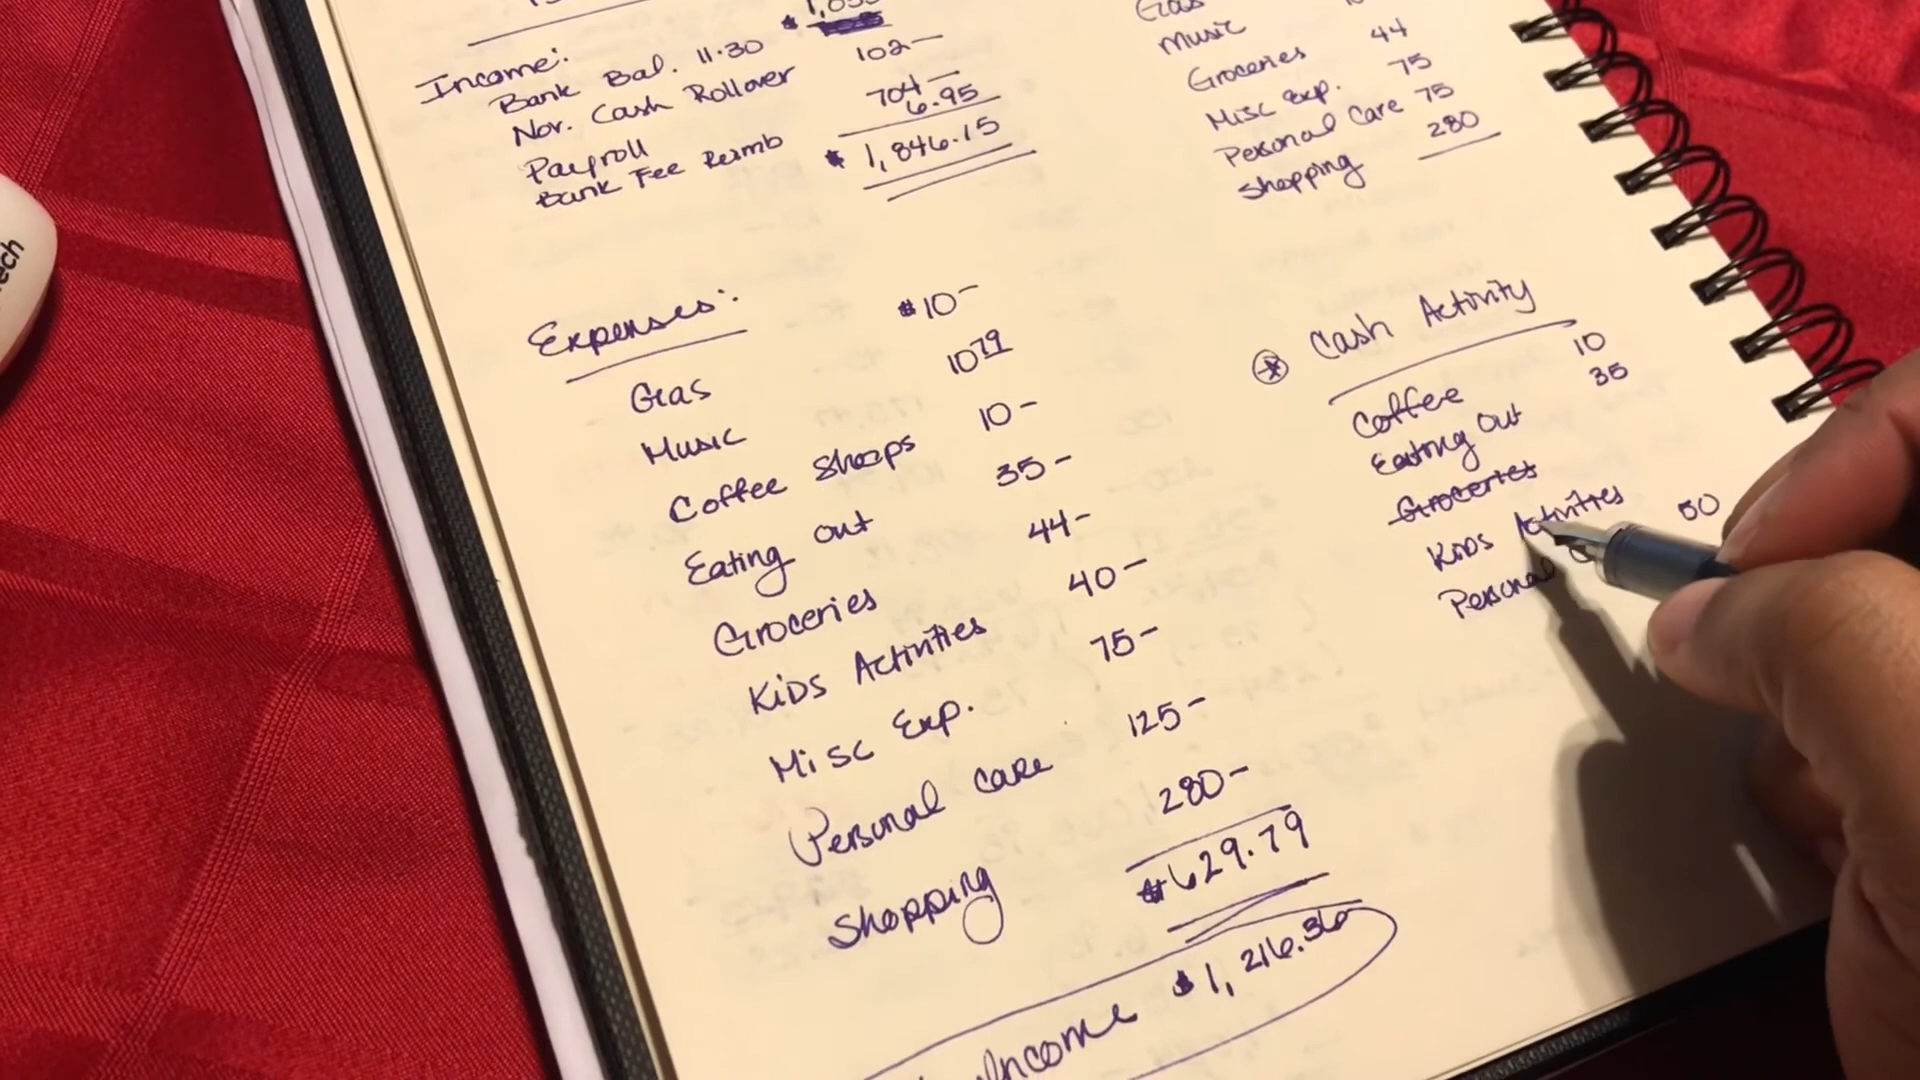 Income:
Bank Bal. 11.30
Nov. Cash Rollover 102-
Payroll 704-
Bank Fee Reimb 6.95
$ 1,846.15
Expenses: $10-
Gas 10 79
Music 10-
Coffee Shops 35-
Eating out 44-
Groceries 40-
Kids Activities 75-
Misc Exp. 125-
Personal Care 280-
Shopping $629.79
Income $1,216.36
Gas
Music
Groceries 44
Misc Exp. 75
Personal Care 75
Shopping 280
Cash Activity
Coffee 10
Eating Out 35
Groceries
Kids Activities 50
Personal
ech